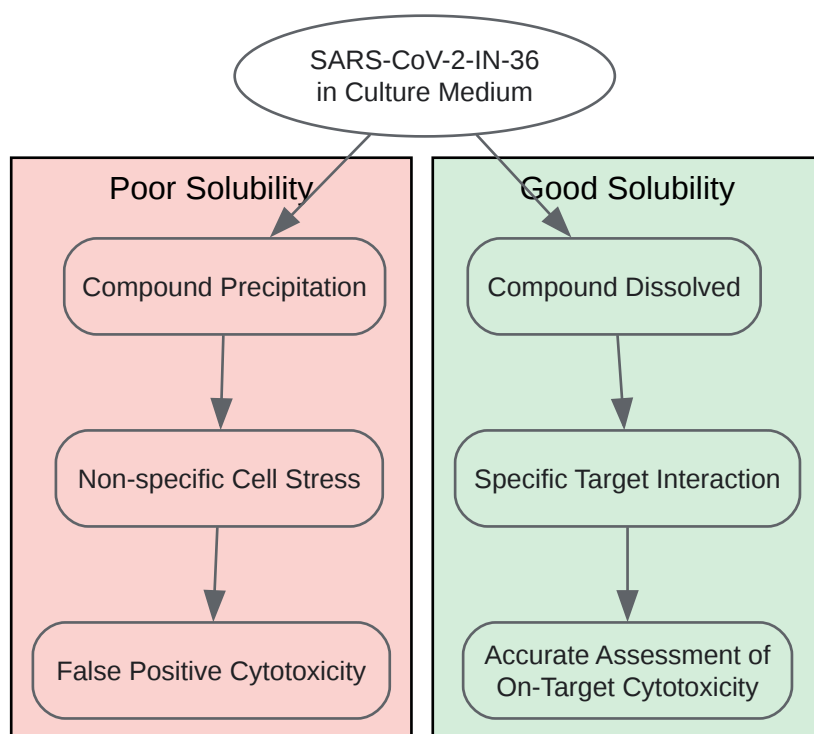 SARS-CoV-2-IN-36
in Culture Medium
Poor Solubility
Compound Precipitation
Non-specific Cell Stress
False Positive Cytotoxicity
Good Solubility
Compound Dissolved
Specific Target Interaction
Accurate Assessment of
On-Target Cytotoxicity